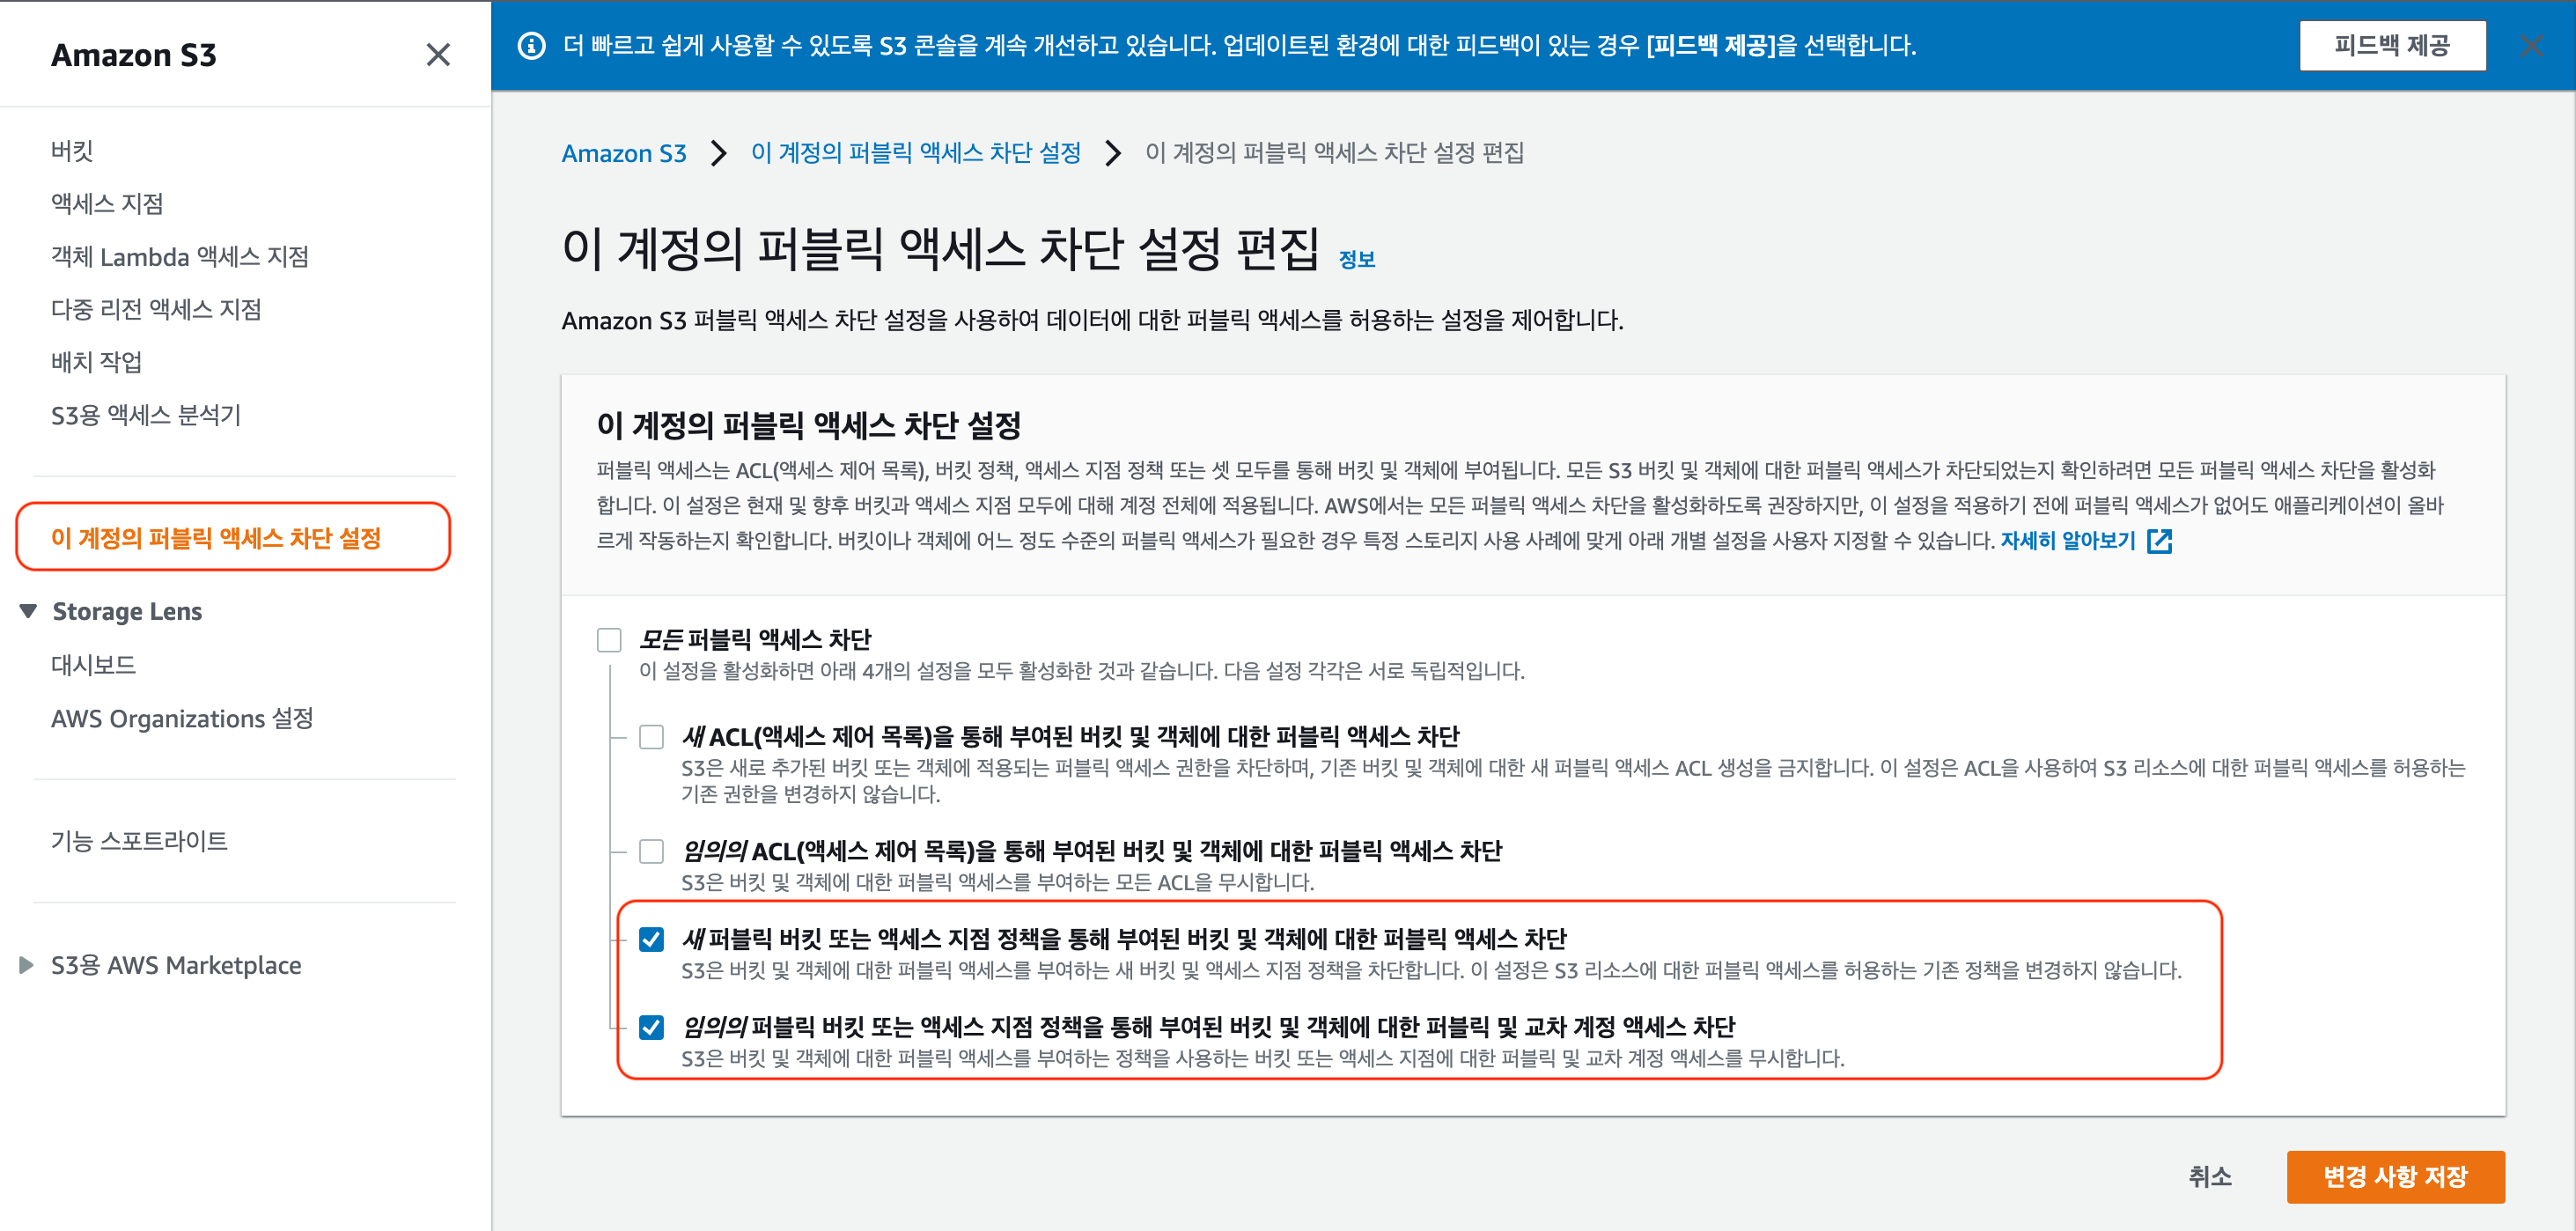 Amazon S3
버킷
액세스 지점
객체 Lambda 액세스 지점
다중 리전 액세스 지점
배치 작업
S3용 액세스 분석기
이 계정의 퍼블릭 액세스 차단 설정
Storage Lens
대시보드
AWS Organizations 설정
기능 스포트라이트
S3용 AWS Marketplace
더 빠르고 쉽게 사용할 수 있도록 S3 콘솔을 계속 개선하고 있습니다. 업데이트된 환경에 대한 피드백이 있는 경우 [피드백 제공]을 선택합니다.
피드백 제공
Amazon S3 > 이 계정의 퍼블릭 액세스 차단 설정 > 이 계정의 퍼블릭 액세스 차단 설정 편집
이 계정의 퍼블릭 액세스 차단 설정 편집 정보
Amazon S3 퍼블릭 액세스 차단 설정을 사용하여 데이터에 대한 퍼블릭 액세스를 허용하는 설정을 제어합니다.
이 계정의 퍼블릭 액세스 차단 설정
퍼블릭 액세스는 ACL(액세스 제어 목록), 버킷 정책, 액세스 지점 정책 또는 셋 모두를 통해 버킷 및 객체에 부여됩니다. 모든 S3 버킷 및 객체에 대한 퍼블릭 액세스가 차단되었는지 확인하려면 모든 퍼블릭 액세스 차단을 활성화
합니다. 이 설정은 현재 및 향후 버킷과 액세스 지점 모두에 대해 계정 전체에 적용됩니다. AWS에서는 모든 퍼블릭 액세스 차단을 활성화하도록 권장하지만, 이 설정을 적용하기 전에 퍼블릭 액세스가 없어도 애플리케이션이 올바
르게 작동하는지 확인합니다. 버킷이나 객체에 어느 정도 수준의 퍼블릭 액세스가 필요한 경우 특정 스토리지 사용 사례에 맞게 아래 개별 설정을 사용자 지정할 수 있습니다. 자세히 알아보기
모든 퍼블릭 액세스 차단
이 설정을 활성화하면 아래 4개의 설정을 모두 활성화한 것과 같습니다. 다음 설정 각각은 서로 독립적입니다.
새 ACL(액세스 제어 목록)을 통해 부여된 버킷 및 객체에 대한 퍼블릭 액세스 차단
S3은 새로 추가된 버킷 또는 객체에 적용되는 퍼블릭 액세스 권한을 차단하며, 기존 버킷 및 객체에 대한 새 퍼블릭 액세스 ACL 생성을 금지합니다. 이 설정은 ACL을 사용하여 S3 리소스에 대한 퍼블릭 액세스를 허용하는
기존 권한을 변경하지 않습니다.
임의의 ACL(액세스 제어 목록)을 통해 부여된 버킷 및 객체에 대한 퍼블릭 액세스 차단
S3은 버킷 및 객체에 대한 퍼블릭 액세스를 부여하는 모든 ACL을 무시합니다.
새 퍼블릭 버킷 또는 액세스 지점 정책을 통해 부여된 버킷 및 객체에 대한 퍼블릭 액세스 차단
S3은 버킷 및 객체에 대한 퍼블릭 액세스를 부여하는 새 버킷 및 액세스 지점 정책을 차단합니다. 이 설정은 S3 리소스에 대한 퍼블릭 액세스를 허용하는 기존 정책을 변경하지 않습니다.
임의의 퍼블릭 버킷 또는 액세스 지점 정책을 통해 부여된 버킷 및 객체에 대한 퍼블릭 및 교차 계정 액세스 차단
S3은 버킷 및 객체에 대한 퍼블릭 액세스를 부여하는 정책을 사용하는 버킷 또는 액세스 지점에 대한 퍼블릭 및 교차 계정 액세스를 무시합니다.
취소
변경 사항 저장